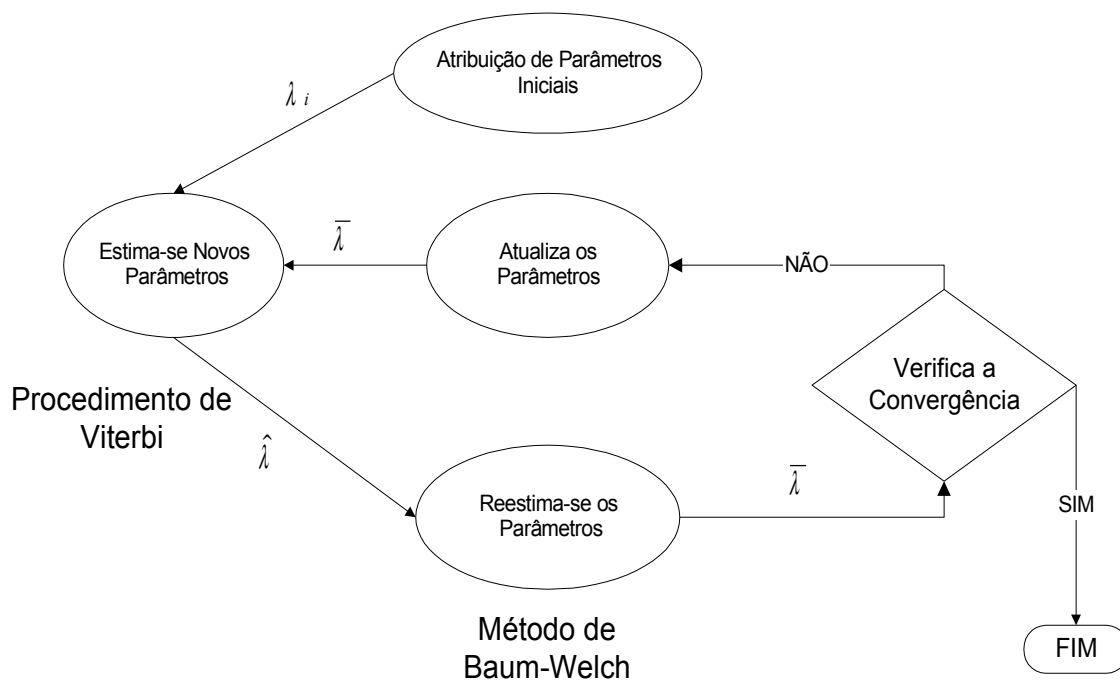 Atribuição de Parâmetros
Iniciais
λ i
Estima-se Novos
Parâmetros
λ̅
Atualiza os
Parâmetros
NÃO
Verifica a
Convergência
Procedimento de
Viterbi
λ̂
Reestima-se os
Parâmetros
λ̅
SIM
Método de
Baum-Welch
FIM